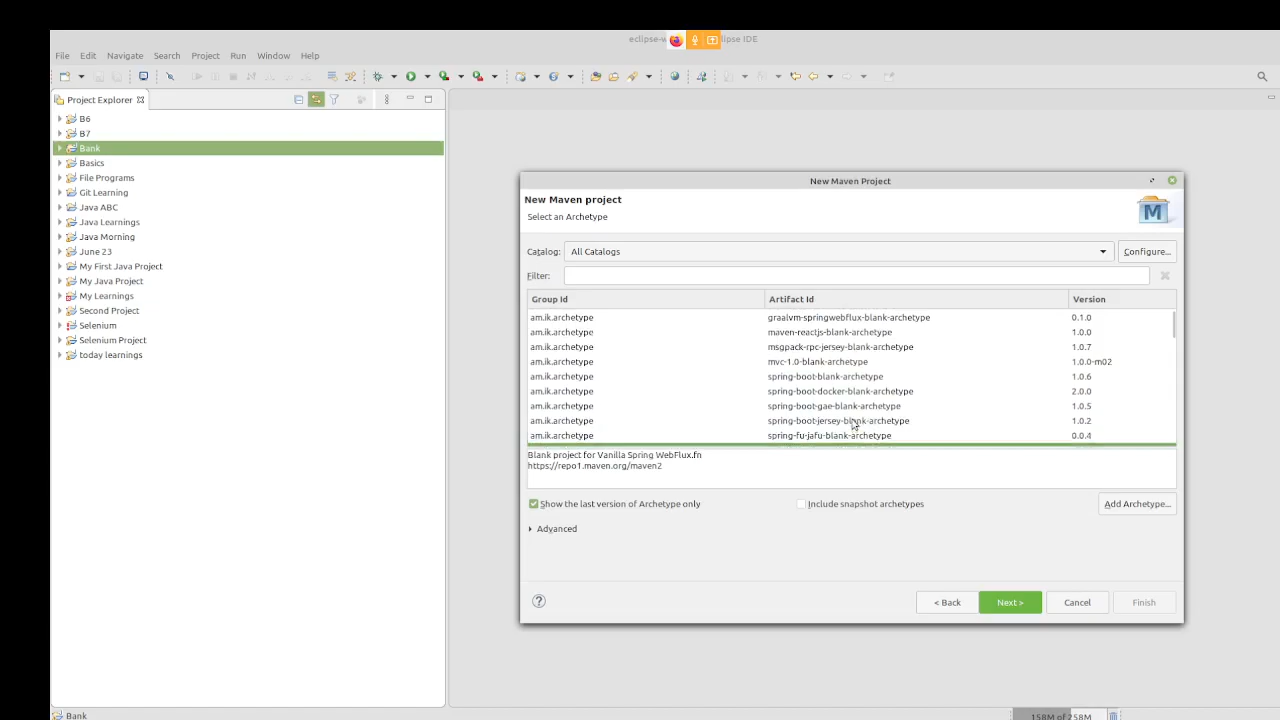 eclipse-w lipse IDE
File Edit Navigate Search Project Run Window Help
Project Explorer
B6
B7
Bank
Basics
File Programs
Git Learning
Java ABC
Java Learnings
Java Morning
June 23
My First Java Project
My Java Project
My Learnings
Second Project
Selenium
Selenium Project
today learnings
New Maven Project
New Maven project
Select an Archetype
M
Catalog: All Catalogs Configure...
Filter:
Group Id Artifact Id Version
am.ik.archetype graalvm-springwebflux-blank-archetype 0.1.0
am.ik.archetype maven-reactjs-blank-archetype 1.0.0
am.ik.archetype msgpack-rpc-jersey-blank-archetype 1.0.7
am.ik.archetype mvc-1.0-blank-archetype 1.0.0-m02
am.ik.archetype spring-boot-blank-archetype 1.0.6
am.ik.archetype spring-boot-docker-blank-archetype 2.0.0
am.ik.archetype spring-boot-gae-blank-archetype 1.0.5
am.ik.archetype spring-boot-jersey-blank-archetype 1.0.2
am.ik.archetype spring-fu-jafu-blank-archetype 0.0.4
Blank project for Vanilla Spring WebFlux.fn
https://repo1.maven.org/maven2
Show the last version of Archetype only Include snapshot archetypes Add Archetype...
Advanced
? < Back Next > Cancel Finish
Bank 158M of 258M